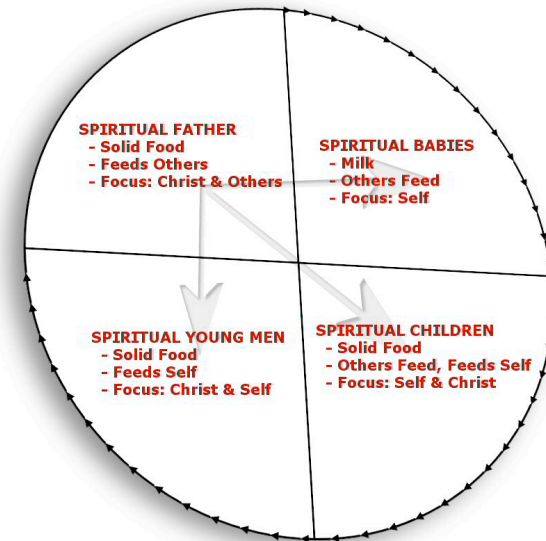 SPIRITUAL FATHER
- Solid Food
- Feeds Others
- Focus: Christ & Others
SPIRITUAL BABIES
- Milk
- Others Feed
- Focus: Self
SPIRITUAL YOUNG MEN
- Solid Food
- Feeds Self
- Focus: Christ & Self
SPIRITUAL CHILDREN
- Solid Food
- Others Feed, Feeds Self
- Focus: Self & Christ